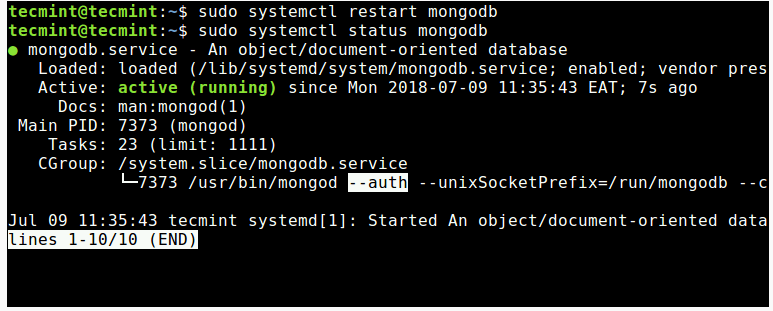 tecmint@tecmint:~$ sudo systemctl restart mongodb
tecmint@tecmint:~$ sudo systemctl status mongodb
● mongodb.service - An object/document-oriented database
Loaded: loaded (/lib/systemd/system/mongodb.service; enabled; vendor pres
Active: active (running) since Mon 2018-07-09 11:35:43 EAT; 7s ago
Docs: man:mongod(1)
Main PID: 7373 (mongod)
Tasks: 23 (limit: 1111)
CGroup: /system.slice/mongodb.service
└─7373 /usr/bin/mongod --auth --unixSocketPrefix=/run/mongodb --c
Jul 09 11:35:43 tecmint systemd[1]: Started An object/document-oriented data
lines 1-10/10 (END)